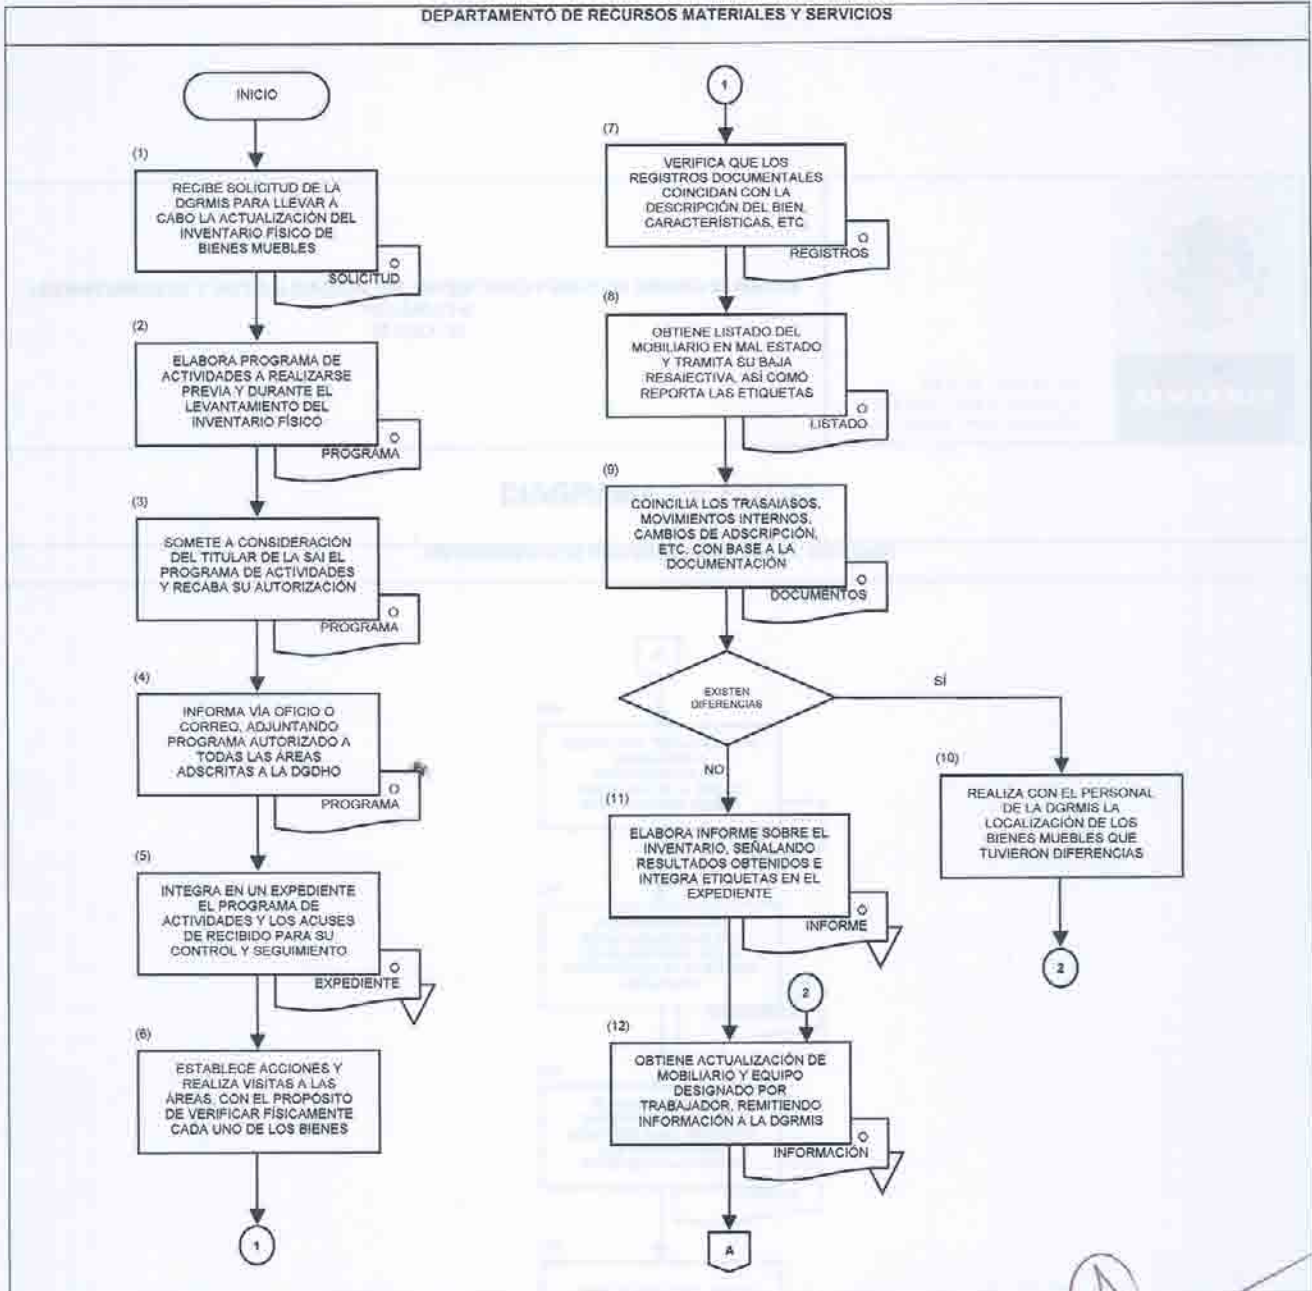 DEPARTAMENTO DE RECURSOS MATERIALES Y SERVICIOS
INICIO
(1)
RECIBE SOLICITUD DE LA
DGRMIS PARA LLEVAR A
CABO LA ACTUALIZACIÓN DEL
INVENTARIO FÍSICO DE
BIENES MUEBLES
O
SOLICITUD
(2)
ELABORA PROGRAMA DE
ACTIVIDADES A REALIZARSE
PREVIA Y DURANTE EL
LEVANTAMIENTO DEL
INVENTARIO FÍSICO
O
PROGRAMA
(3)
SOMETE A CONSIDERACIÓN
DEL TITULAR DE LA SAI EL
PROGRAMA DE ACTIVIDADES
Y RECABA SU AUTORIZACIÓN
O
PROGRAMA
(4)
INFORMA VÍA OFICIO O
CORREO, ADJUNTANDO
PROGRAMA AUTORIZADO A
TODAS LAS ÁREAS
ADSCRITAS A LA DGDHO
O
PROGRAMA
(5)
INTEGRA EN UN EXPEDIENTE
EL PROGRAMA DE
ACTIVIDADES Y LOS ACUSES
DE RECIBIDO PARA SU
CONTROL Y SEGUIMIENTO
O
EXPEDIENTE
(6)
ESTABLECE ACCIONES Y
REALIZA VISITAS A LAS
ÁREAS, CON EL PROPÓSITO
DE VERIFICAR FÍSICAMENTE
CADA UNO DE LOS BIENES
1
1
(7)
VERIFICA QUE LOS
REGISTROS DOCUMENTALES
COINCIDAN CON LA
DESCRIPCIÓN DEL BIEN,
CARACTERÍSTICAS, ETC
O
REGISTROS
(8)
OBTIENE LISTADO DEL
MOBILIARIO EN MAL ESTADO
Y TRAMITA SU BAJA
RESAIECTIVA, ASÍ COMO
REPORTA LAS ETIQUETAS
O
LISTADO
(9)
COINCILIA LOS TRASAIASOS,
MOVIMIENTOS INTERNOS,
CAMBIOS DE ADSCRIPCIÓN,
ETC. CON BASE A LA
DOCUMENTACIÓN
O
DOCUMENTOS
EXISTEN
DIFERENCIAS
SÍ
NO
(10)
REALIZA CON EL PERSONAL
DE LA DGRMIS LA
LOCALIZACIÓN DE LOS
BIENES MUEBLES QUE
TUVIERON DIFERENCIAS
2
(11)
ELABORA INFORME SOBRE EL
INVENTARIO, SEÑALANDO
RESULTADOS OBTENIDOS E
INTEGRA ETIQUETAS EN EL
EXPEDIENTE
O
INFORME
2
(12)
OBTIENE ACTUALIZACIÓN DE
MOBILIARIO Y EQUIPO
DESIGNADO POR
TRABAJADOR, REMITIENDO
INFORMACIÓN A LA DGRMIS
O
INFORMACIÓN
A